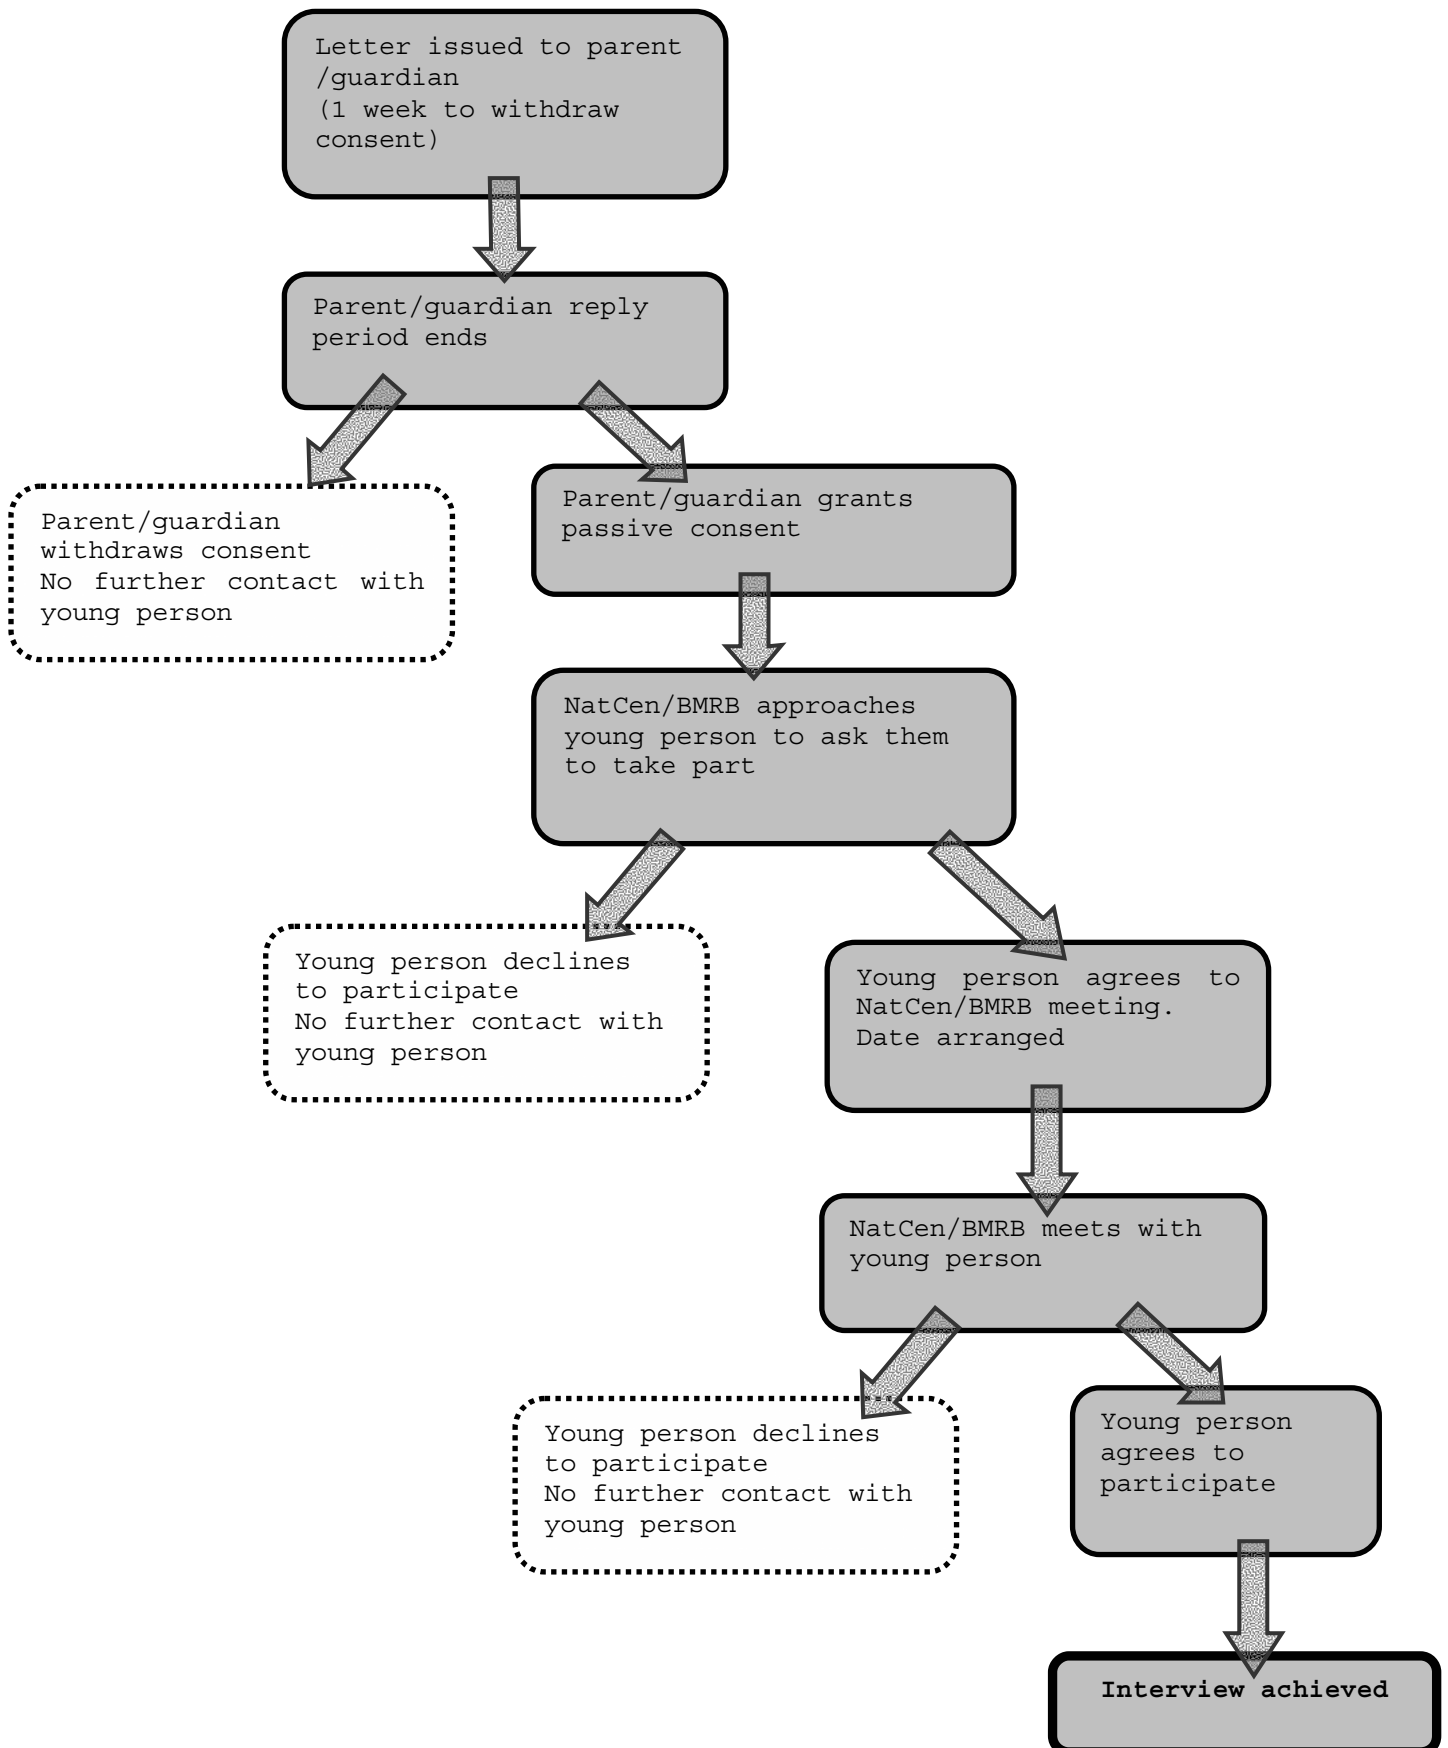 Letter issued to parent
/guardian
(1 week to withdraw
consent)
Parent/guardian reply
period ends
Parent/guardian
withdraws consent
No further contact with
young person
Parent/guardian grants
passive consent
NatCen/BMRB approaches
young person to ask them
to take part
Young person declines
to participate
No further contact with
young person
Young person agrees to
NatCen/BMRB meeting.
Date arranged
NatCen/BMRB meets with
young person
Young person declines
to participate
No further contact with
young person
Young person
agrees to
participate
Interview achieved